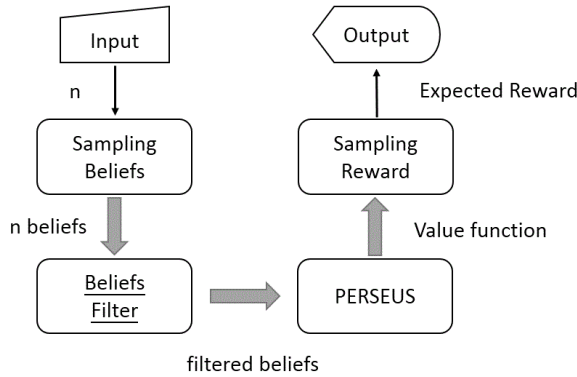 Input
Output
n
Expected Reward
Sampling
Beliefs
Sampling
Reward
n beliefs
Value function
Beliefs
Filter
PERSEUS
filtered beliefs